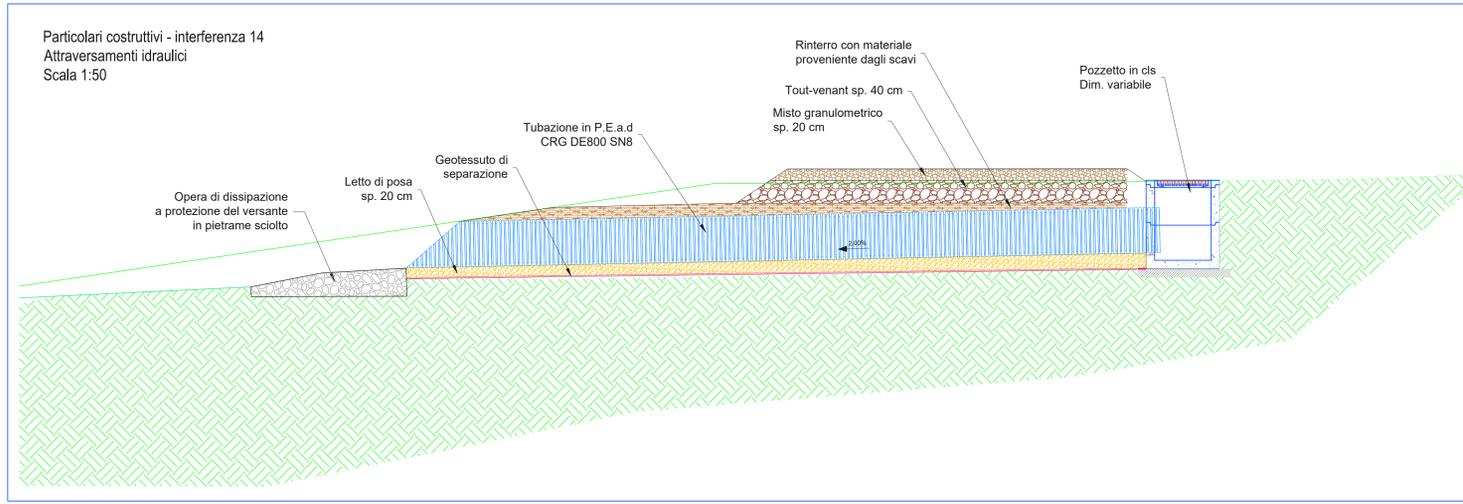 Particolari costruttivi - interferenza 14
Attraversamenti idraulici
Scala 1:50
Rinterro con materiale
proveniente dagli scavi
Pozzetto in cls
Dim. variabile
Tout-venant sp. 40 cm
Misto granulometrico
sp. 20 cm
Tubazione in P.E.a.d
CRG DE800 SN8
Geotessuto di
separazione
Letto di posa
sp. 20 cm
Opera di dissipazione
a protezione del versante
in pietrame sciolto
2.00%